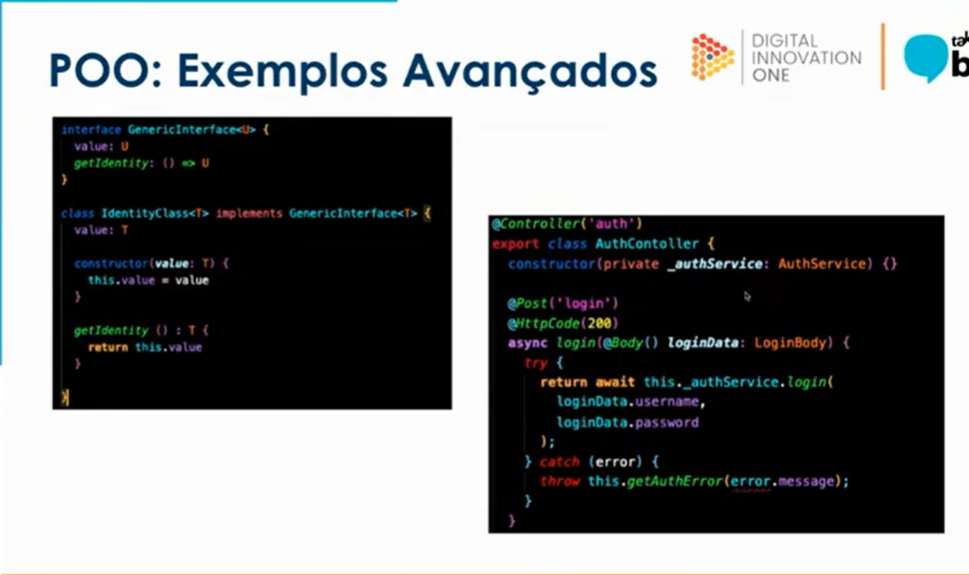 POO: Exemplos Avançados
DIGITAL
INNOVATION
ONE
interface GenericInterface<U> {
value: U
getIdentity: () => U
}
class IdentityClass<T> implements GenericInterface<T> {
value: T
constructor(value: T) {
this.value = value
}
getIdentity () : T {
return this.value
}
}
@Controller('auth')
export class AuthContoller {
constructor(private _authService: AuthService) {}
@Post('login')
@HttpCode(200)
async login(@Body() loginData: LoginBody) {
try {
return await this._authService.login(
loginData.username,
loginData.password
);
} catch (error) {
throw this.getAuthError(error.message);
}
}